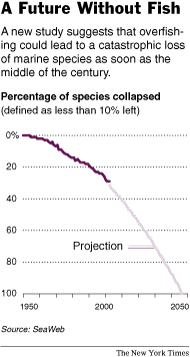 A Future Without Fish
A new study suggests that overfish-
ing could lead to a catastrophic loss
of marine species as soon as the
middle of the century.
Percentage of species collapsed
(defined as less than 10% left)
0%
20
40
60
80
100
Projection
1950 2000 2050
Source: SeaWeb
The New York Times